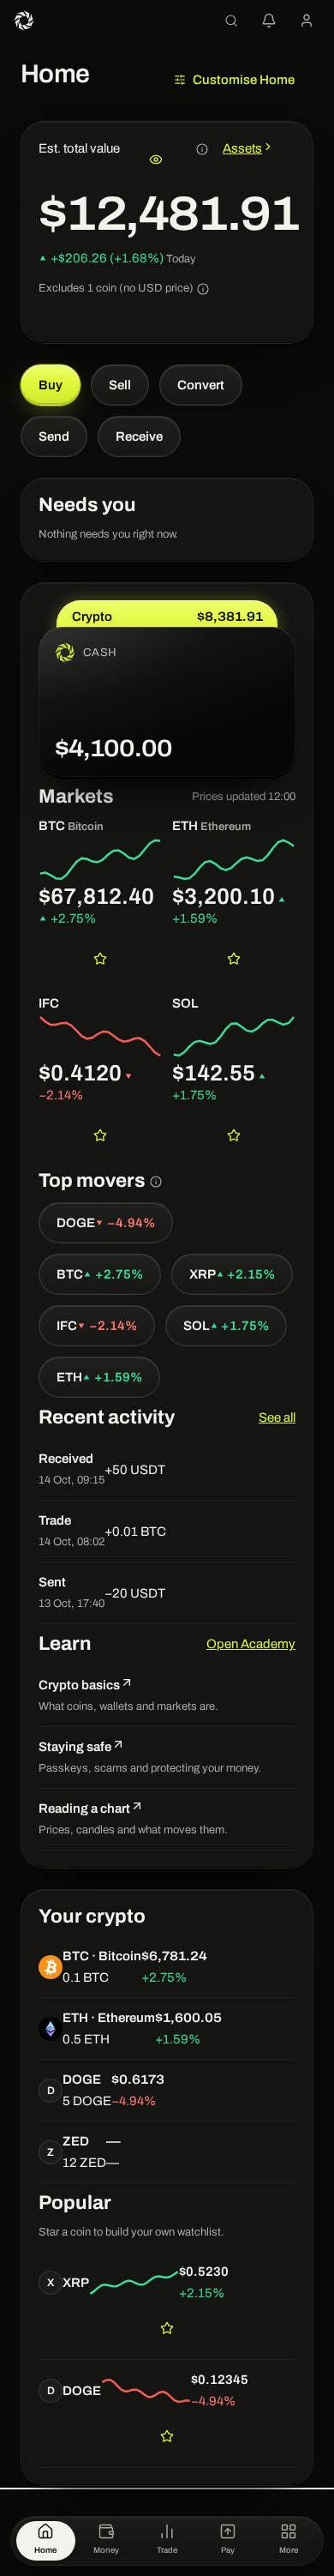 Home
Customise Home
Est. total value
Assets
$12,481.91
+$206.26 (+1.68%) Today
Excludes 1 coin (no USD price)
Buy
Sell
Convert
Send
Receive
Needs you
Nothing needs you right now.
Crypto $8,381.91
CASH
$4,100.00
Markets
Prices updated 12:00
BTC Bitcoin
$67,812.40
+2.75%
ETH Ethereum
$3,200.10
+1.59%
IFC
$0.4120
−2.14%
SOL
$142.55
+1.75%
Top movers
DOGE −4.94%
BTC +2.75%
XRP +2.15%
IFC −2.14%
SOL +1.75%
ETH +1.59%
Recent activity
See all
Received
14 Oct, 09:15
+50 USDT
Trade
14 Oct, 08:02
+0.01 BTC
Sent
13 Oct, 17:40
−20 USDT
Learn
Open Academy
Crypto basics
What coins, wallets and markets are.
Staying safe
Passkeys, scams and protecting your money.
Reading a chart
Prices, candles and what moves them.
Your crypto
BTC · Bitcoin $6,781.24
0.1 BTC +2.75%
ETH · Ethereum $1,600.05
0.5 ETH +1.59%
D
DOGE $0.6173
5 DOGE −4.94%
Z
ZED —
12 ZED —
Popular
Star a coin to build your own watchlist.
X
XRP
$0.5230
+2.15%
D
DOGE
$0.12345
−4.94%
Home
Money
Trade
Pay
More